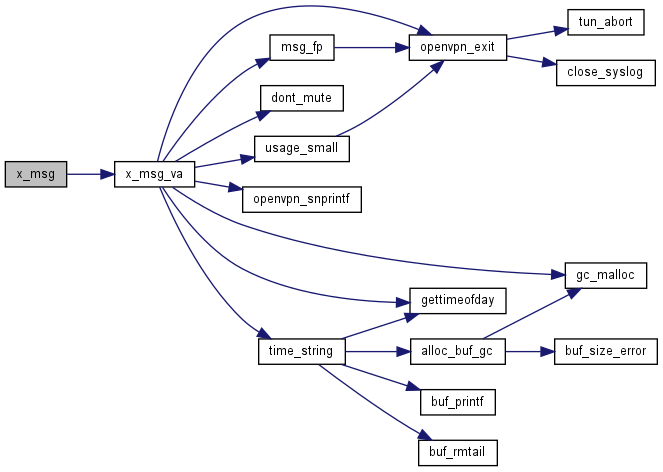 tun_abort
msg_fp
openvpn_exit
close_syslog
dont_mute
usage_small
x_msg
x_msg_va
openvpn_snprintf
gc_malloc
gettimeofday
time_string
alloc_buf_gc
buf_size_error
buf_printf
buf_rmtail